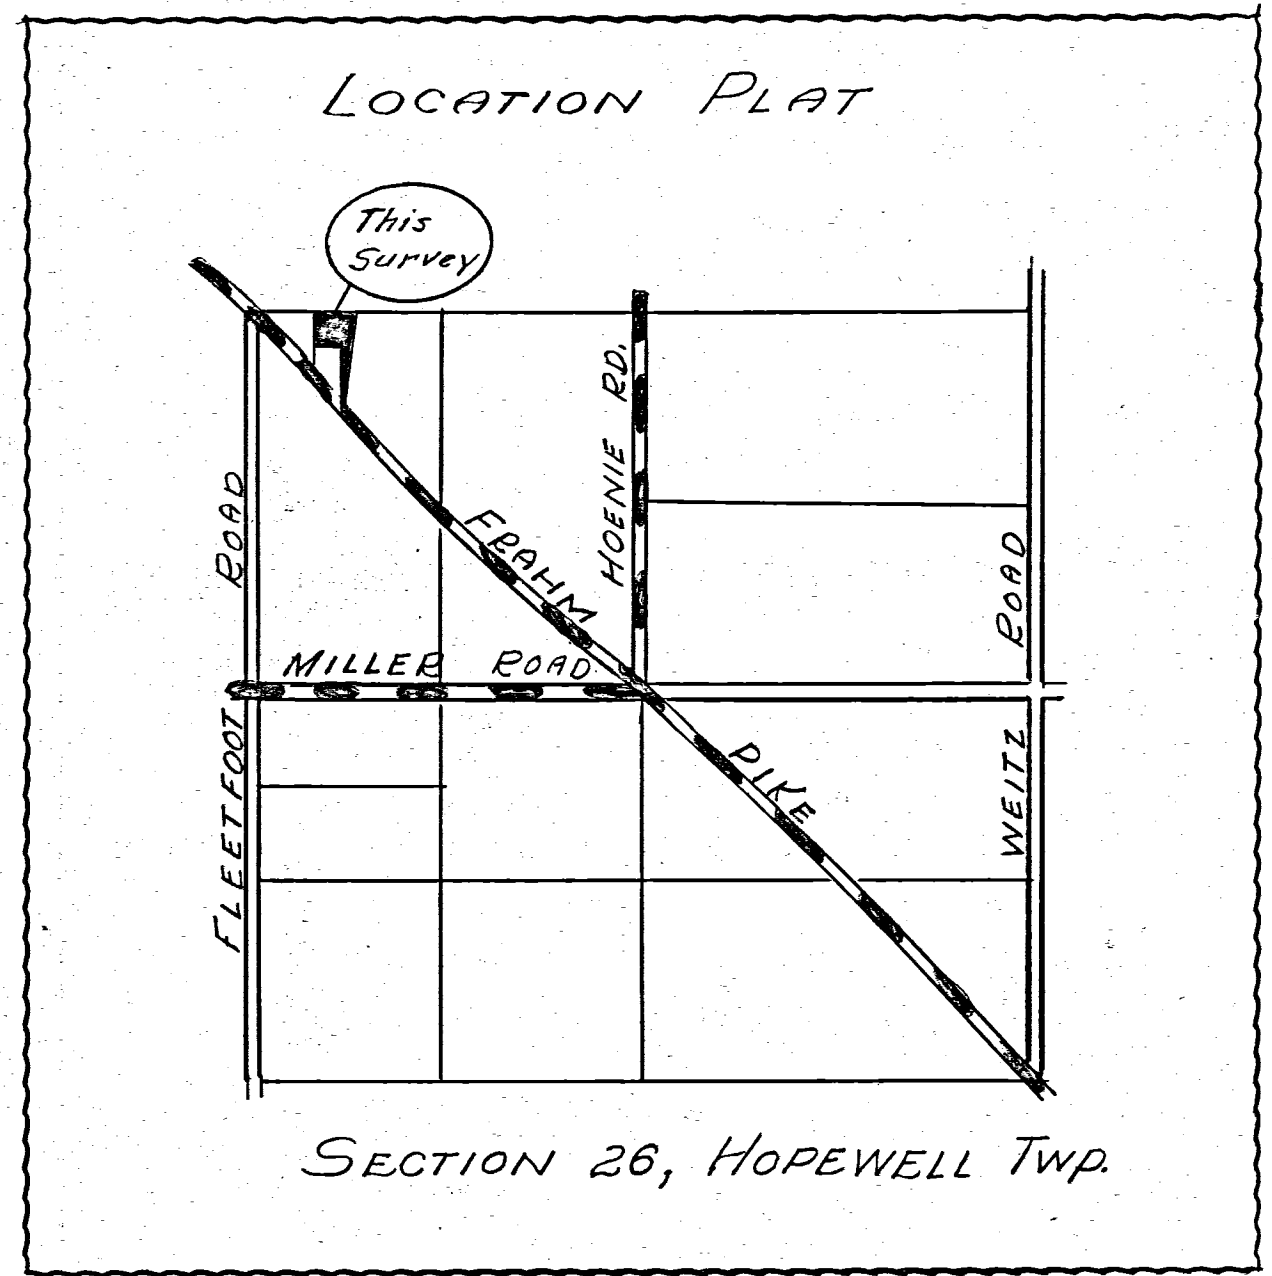 LOCATION PLAT
This
Survey
HOENIE RD.
FRAHM
PIKE
MILLER ROAD
FLEETFOOT ROAD
WEITZ ROAD
SECTION 26, HOPEWELL TWP.